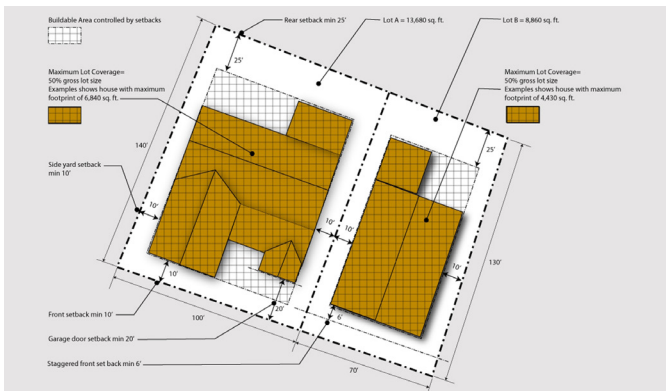 Buildable Area controlled by setbacks
Rear setback min 25'
Lot A = 13,680 sq. ft.
Lot B = 8,860 sq. ft.
25'
Maximum Lot Coverage=
50% gross lot size
Examples shows house with maximum
footprint of 6,840 sq. ft.
Maximum Lot Coverage=
50% gross lot size
Examples shows house with maximum
footprint of 4,430 sq. ft.
140'
25'
Side yard setback
min 10'
10'
10'
10'
10'
130'
10'
Front setback min 10'
20'
6'
100'
Garage door setback min 20'
Staggered front set back min 6'
70'